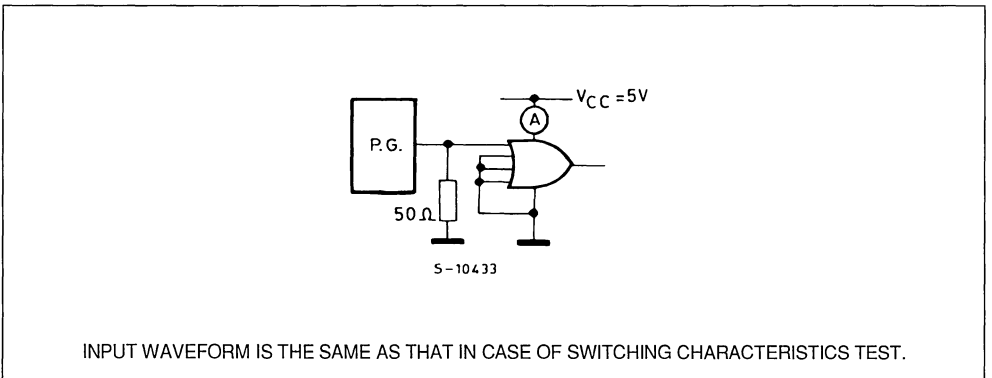 V_CC = 5V
A
P.G.
50Ω
S-10433
INPUT WAVEFORM IS THE SAME AS THAT IN CASE OF SWITCHING CHARACTERISTICS TEST.